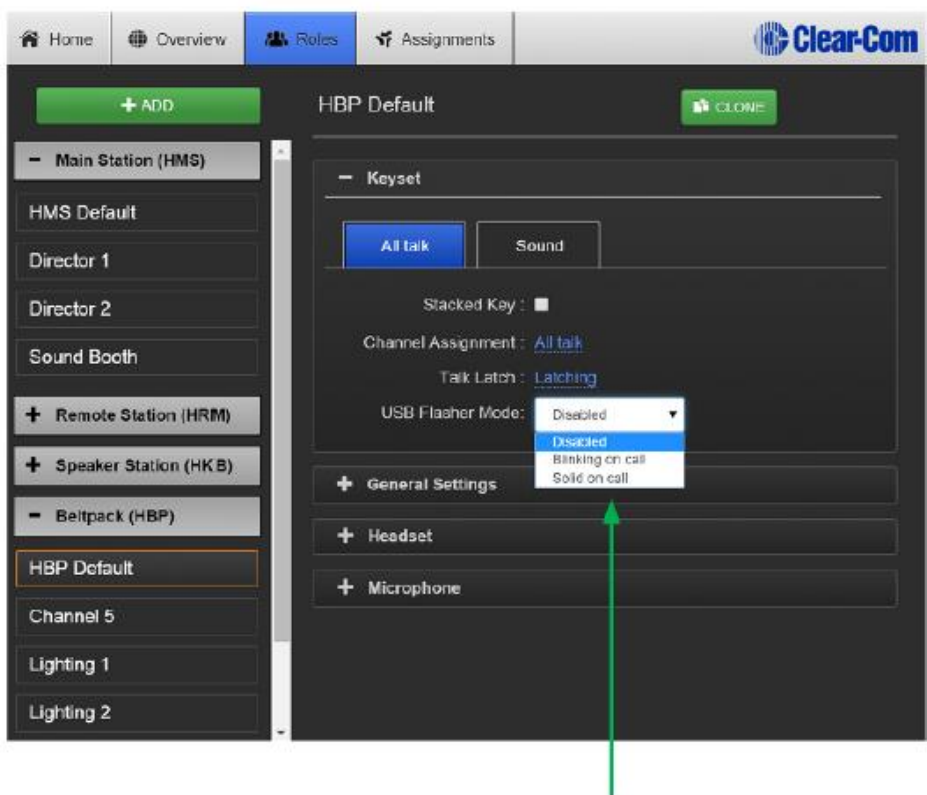 Home
Overview
Roles
Assignments
Clear-Com
+ ADD
− Main Station (HMS)
HMS Default
Director 1
Director 2
Sound Booth
+ Remote Station (HRM)
+ Speaker Station (HKB)
− Beltpack (HBP)
HBP Default
Channel 5
Lighting 1
Lighting 2
HBP Default
CLONE
− Keyset
All talk
Sound
Stacked Key :
Channel Assignment : All talk
Talk Latch : Latching
USB Flasher Mode: Disabled
Disabled
Blinking on call
Solid on call
+ General Settings
+ Headset
+ Microphone